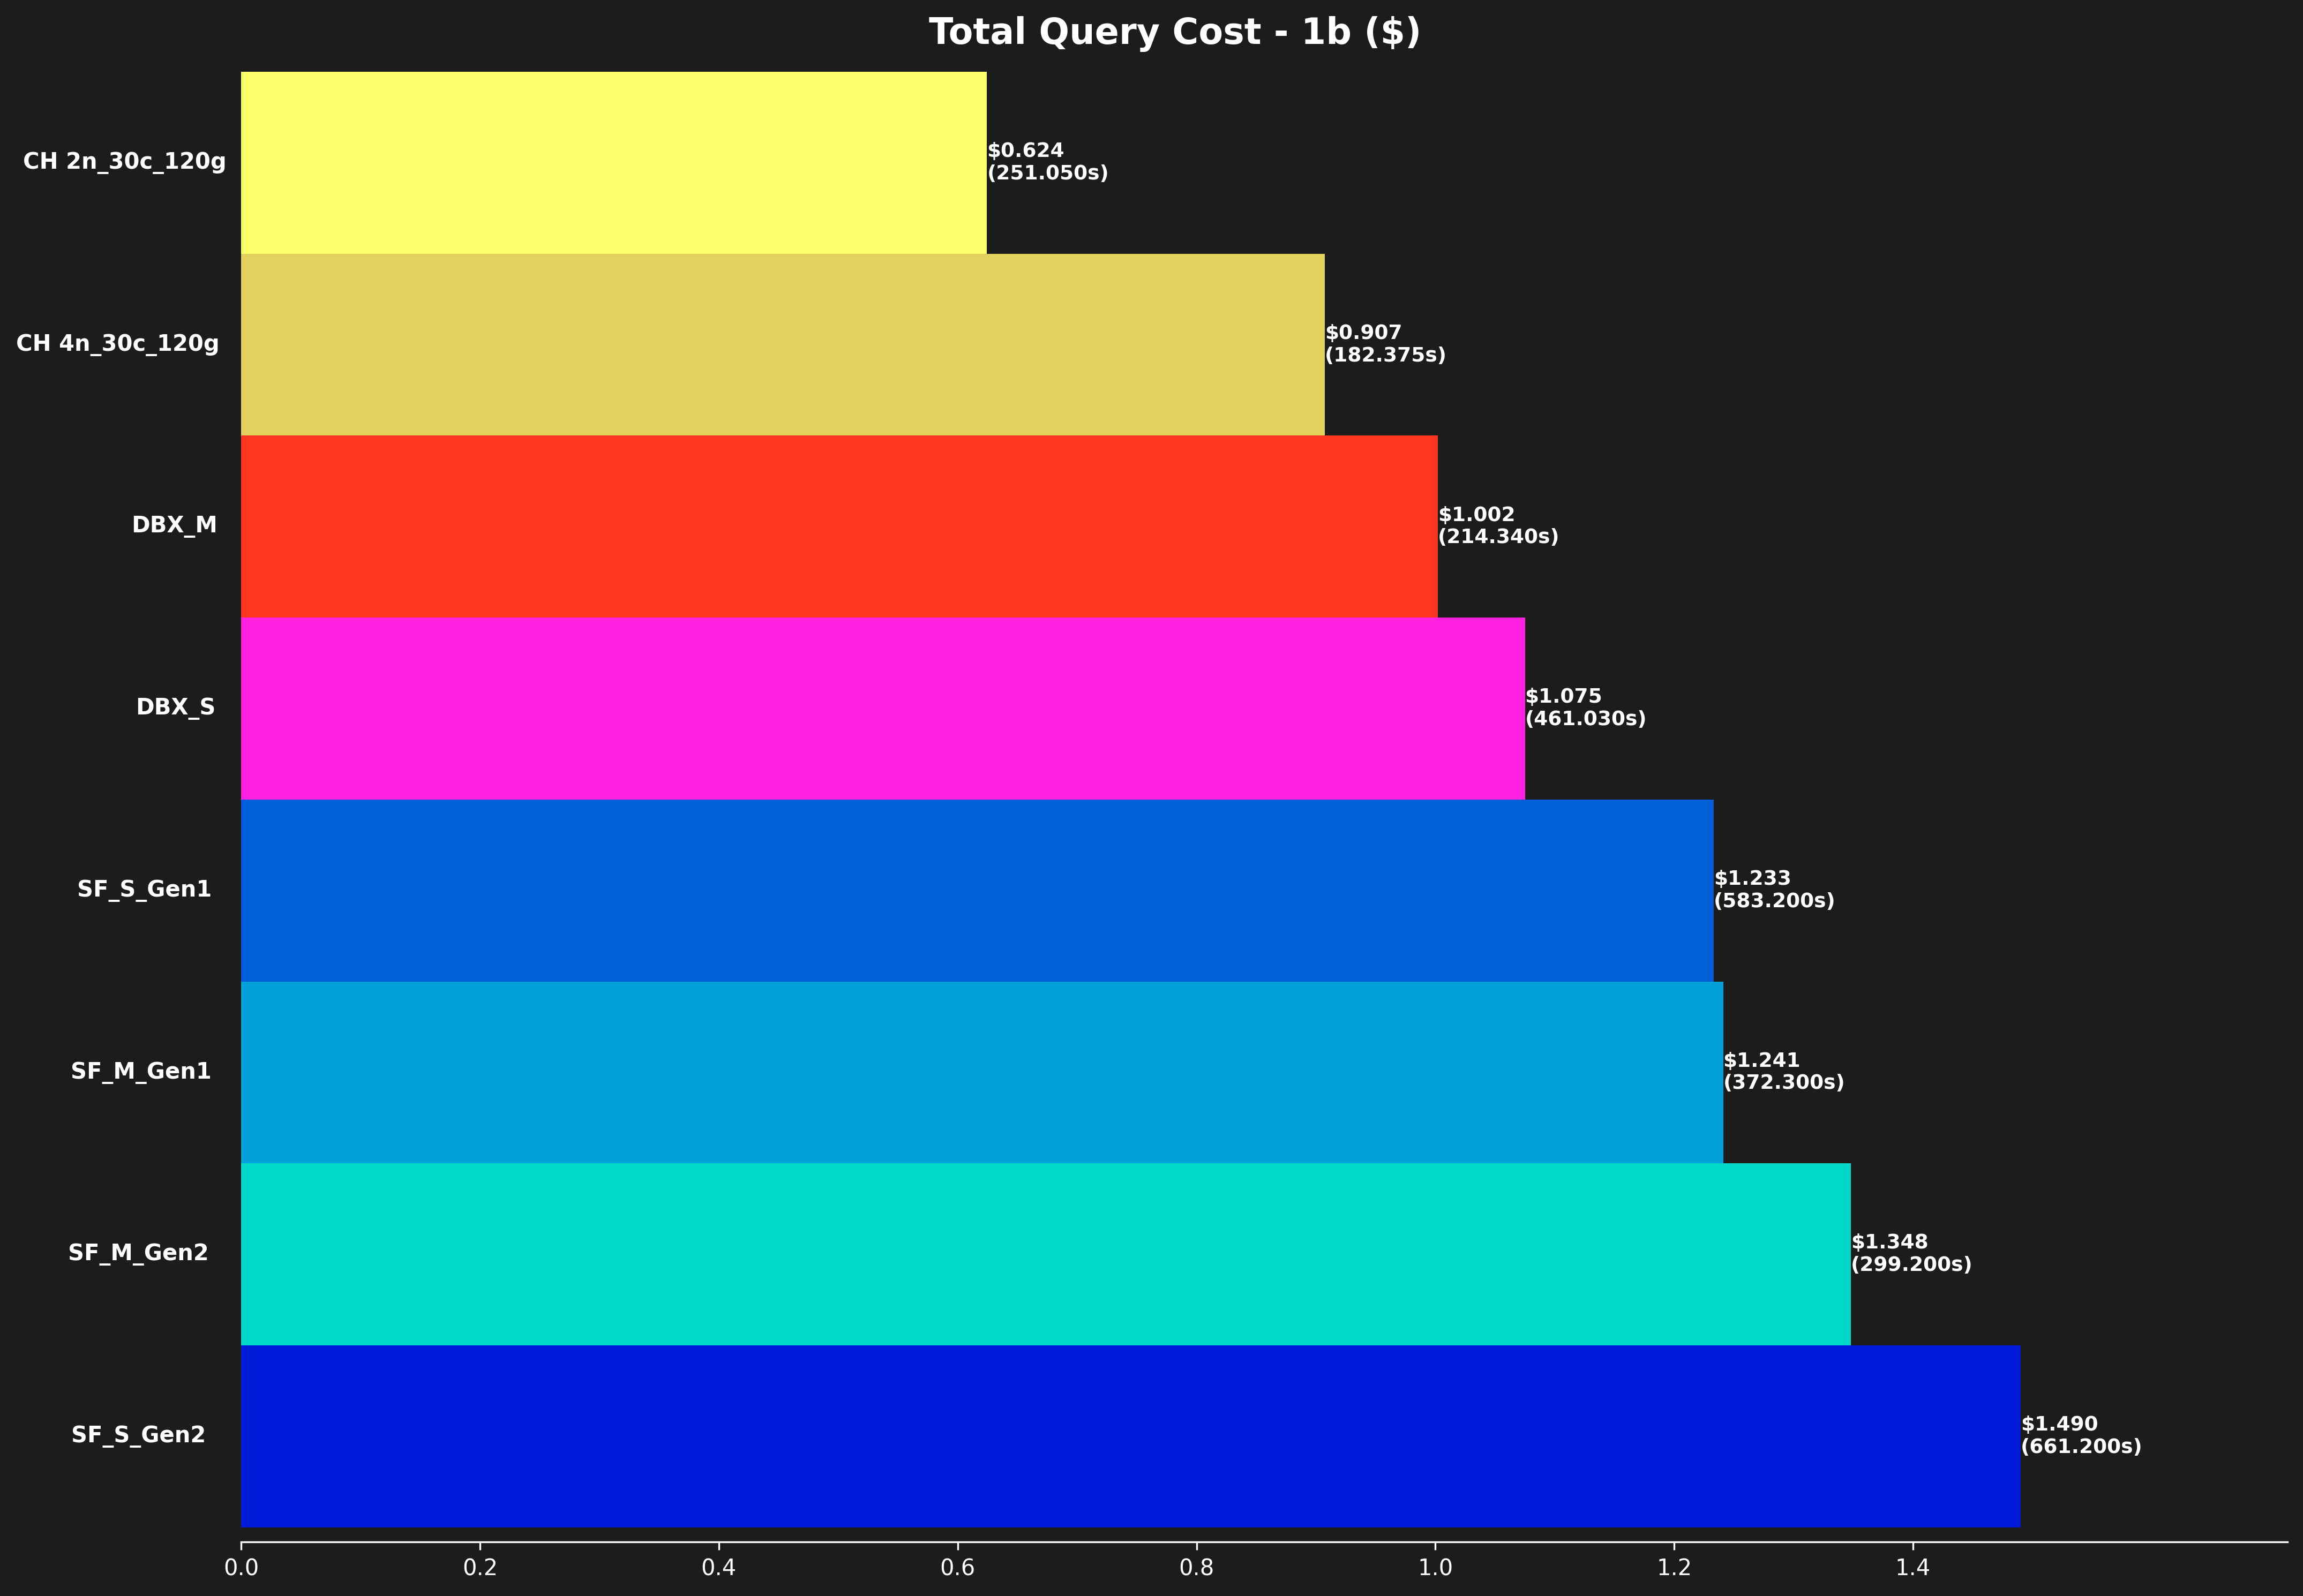 Total Query Cost - 1b ($)
CH 2n_30c_120g
$0.624
(251.050s)
CH 4n_30c_120g
$0.907
(182.375s)
DBX_M
$1.002
(214.340s)
DBX_S
$1.075
(461.030s)
SF_S_Gen1
$1.233
(583.200s)
SF_M_Gen1
$1.241
(372.300s)
SF_M_Gen2
$1.348
(299.200s)
SF_S_Gen2
$1.490
(661.200s)
0.0 0.2 0.4 0.6 0.8 1.0 1.2 1.4